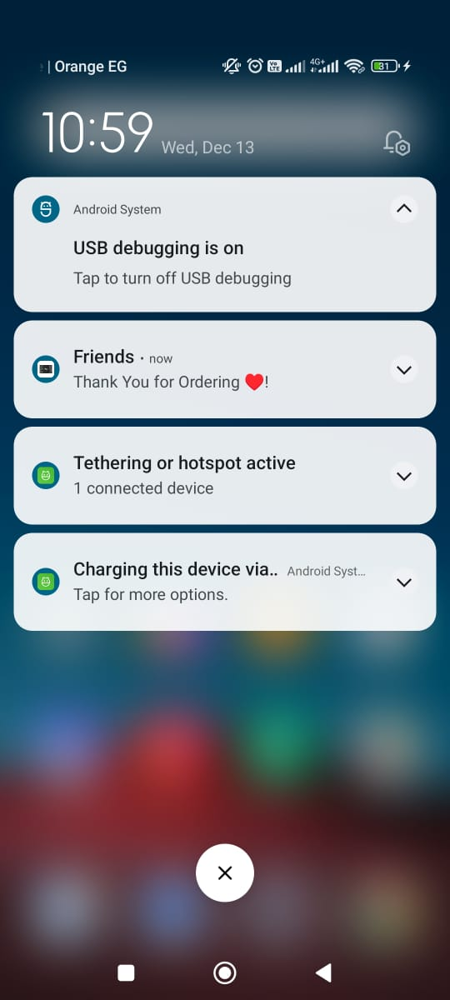 | Orange EG
Vo LTE 4G+ 31
10:59 Wed, Dec 13
Android System
USB debugging is on
Tap to turn off USB debugging
Friends • now
Thank You for Ordering ♥️!
Tethering or hotspot active
1 connected device
Charging this device via.. Android Syst...
Tap for more options.